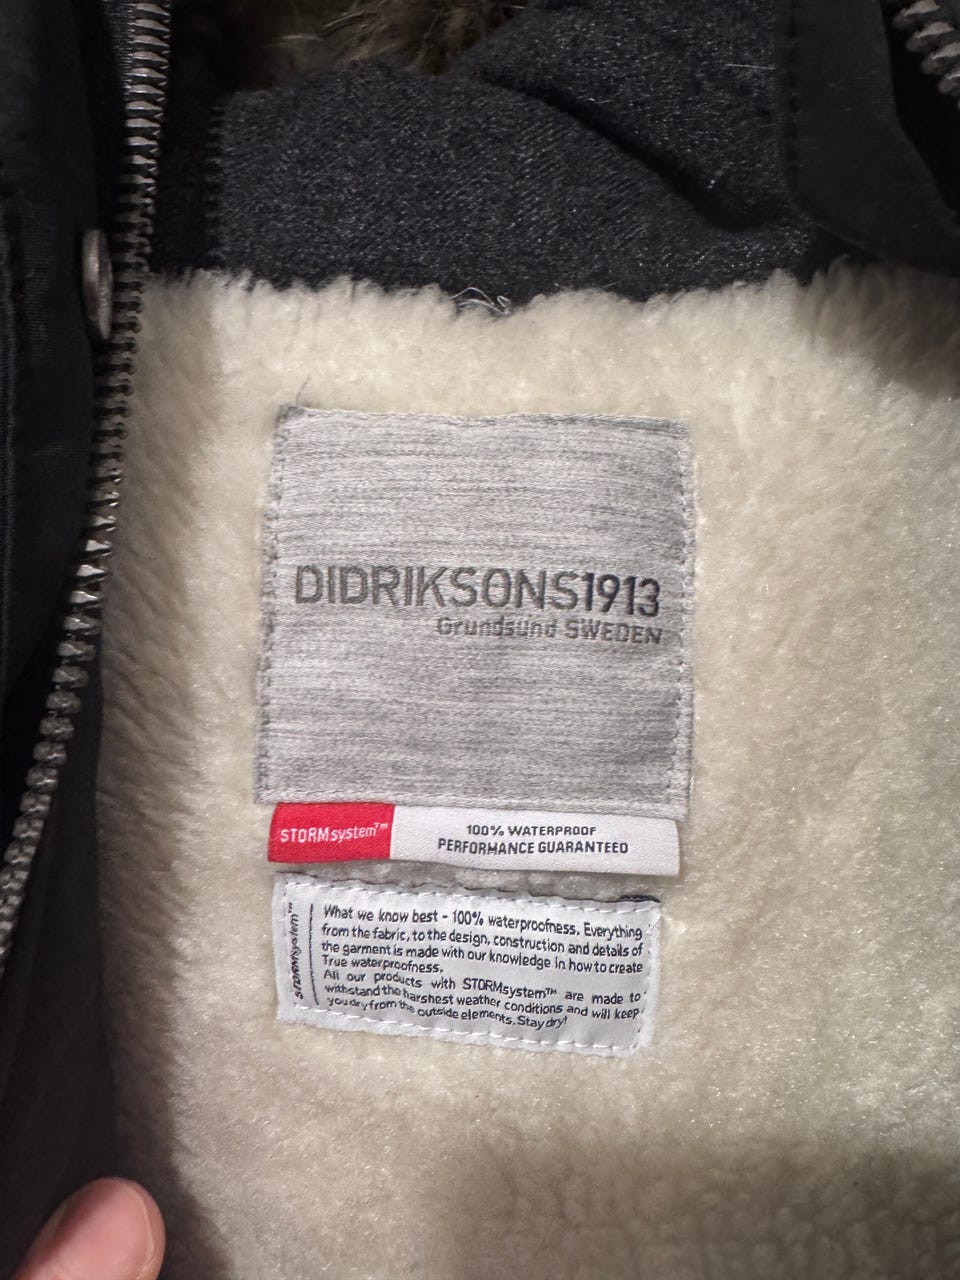 DIDRIKSONS1913
Grundsund SWEDEN
STORMsystem™
100% WATERPROOF
PERFORMANCE GUARANTEED
STORMsystem™
What we know best - 100% waterproofness. Everything
from the fabric, to the design, construction and details of
the garment is made with our knowledge in how to create
True waterproofness.
All our products with STORMsystem™ are made to
withstand the harshest weather conditions and will keep
you dry from the outside elements. Stay dry!